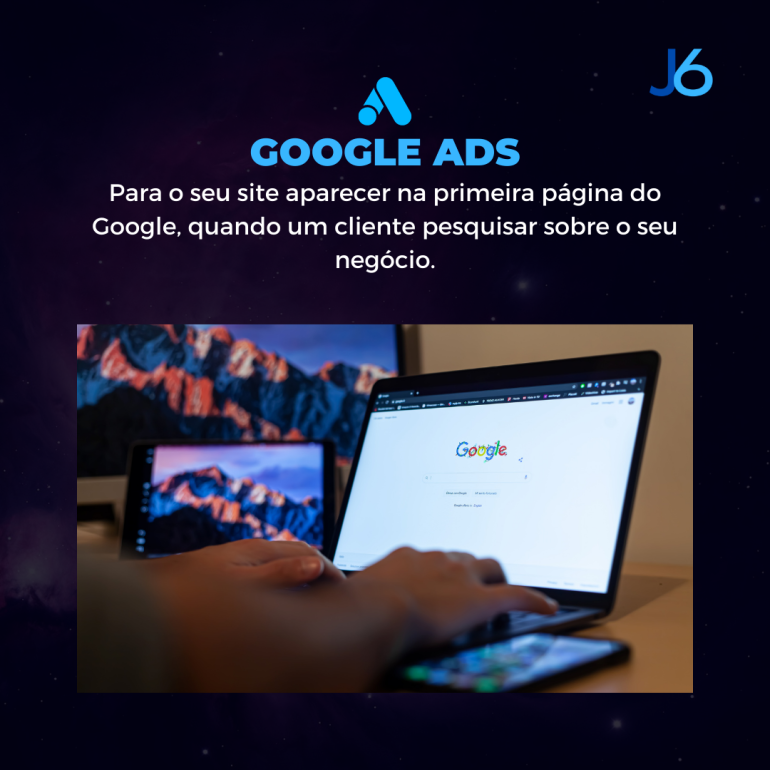 J6
GOOGLE ADS
Para o seu site aparecer na primeira página do
Google, quando um cliente pesquisar sobre o seu
negócio.
Google